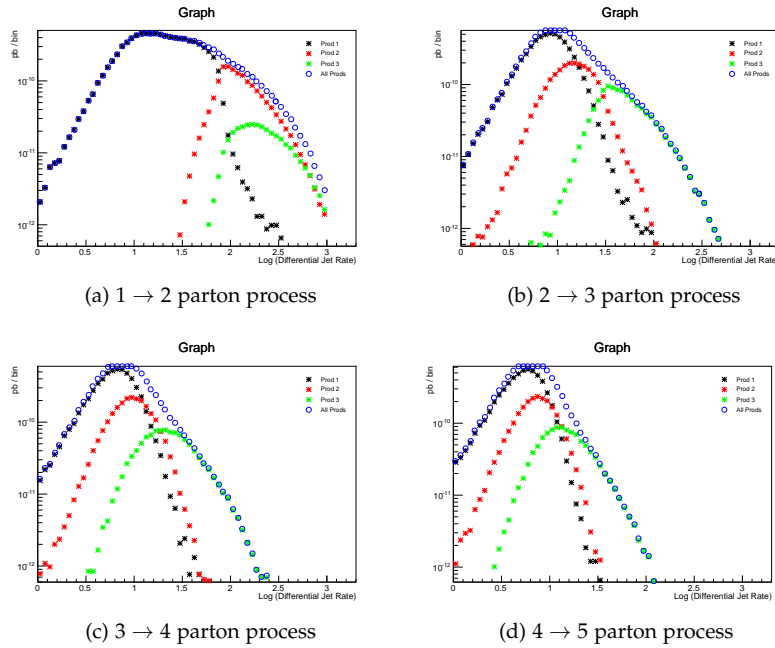 Graph
pb / bin
Prod 1
Prod 2
Prod 3
All Prods
10⁻¹⁰
10⁻¹¹
10⁻¹²
0 0.5 1 1.5 2 2.5 3
Log (Differential Jet Rate)
(a) 1 → 2 parton process
Graph
pb / bin
Prod 1
Prod 2
Prod 3
All Prods
10⁻¹⁰
10⁻¹¹
10⁻¹²
0 0.5 1 1.5 2 2.5 3
Log (Differential Jet Rate)
(b) 2 → 3 parton process
Graph
pb / bin
Prod 1
Prod 2
Prod 3
All Prods
10⁻¹⁰
10⁻¹¹
10⁻¹²
0 0.5 1 1.5 2 2.5 3
Log (Differential Jet Rate)
(c) 3 → 4 parton process
Graph
pb / bin
Prod 1
Prod 2
Prod 3
All Prods
10⁻¹⁰
10⁻¹¹
10⁻¹²
0 0.5 1 1.5 2 2.5 3
Log (Differential Jet Rate)
(d) 4 → 5 parton process